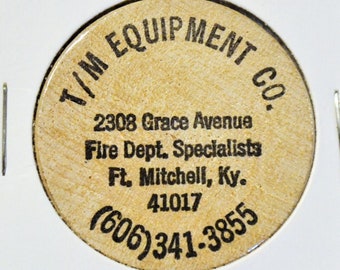 T/M EQUIPMENT CO.
2308 Grace Avenue
Fire Dept. Specialists
Ft. Mitchell, Ky.
41017
(606)341-3855